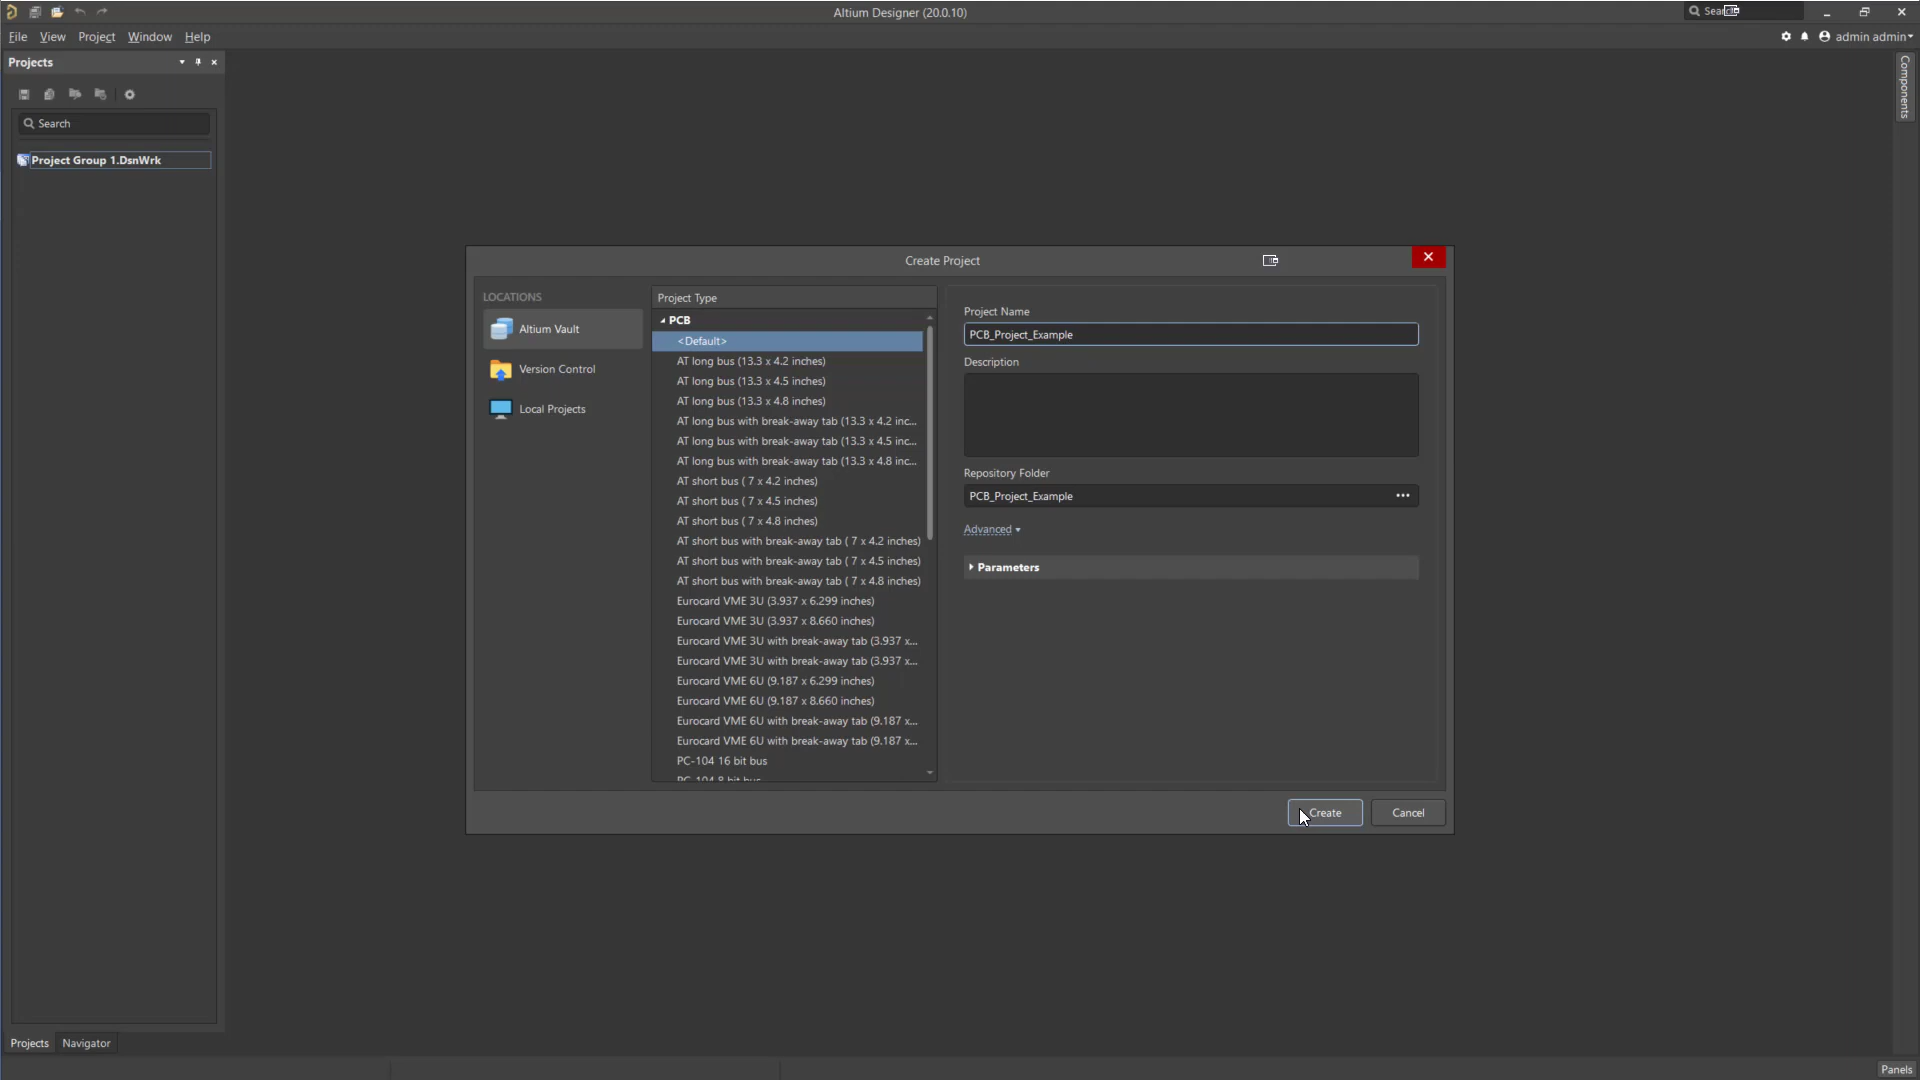 Altium Designer (20.0.10)
File View Project Window Help
admin admin
Projects
Search
Project Group 1.DsnWrk
Components
Create Project
LOCATIONS
Altium Vault
Version Control
Local Projects
Project Type
PCB
<Default>
AT long bus (13.3 x 4.2 inches)
AT long bus (13.3 x 4.5 inches)
AT long bus (13.3 x 4.8 inches)
AT long bus with break-away tab (13.3 x 4.2 inc...
AT long bus with break-away tab (13.3 x 4.5 inc...
AT long bus with break-away tab (13.3 x 4.8 inc...
AT short bus ( 7 x 4.2 inches)
AT short bus ( 7 x 4.5 inches)
AT short bus ( 7 x 4.8 inches)
AT short bus with break-away tab ( 7 x 4.2 inches)
AT short bus with break-away tab ( 7 x 4.5 inches)
AT short bus with break-away tab ( 7 x 4.8 inches)
Eurocard VME 3U (3.937 x 6.299 inches)
Eurocard VME 3U (3.937 x 8.660 inches)
Eurocard VME 3U with break-away tab (3.937 x...
Eurocard VME 3U with break-away tab (3.937 x...
Eurocard VME 6U (9.187 x 6.299 inches)
Eurocard VME 6U (9.187 x 8.660 inches)
Eurocard VME 6U with break-away tab (9.187 x...
Eurocard VME 6U with break-away tab (9.187 x...
PC-104 16 bit bus
PC-104 8 bit bus
Project Name
PCB_Project_Example
Description
Repository Folder
PCB_Project_Example
Advanced
Parameters
Create
Cancel
Projects Navigator
Panels